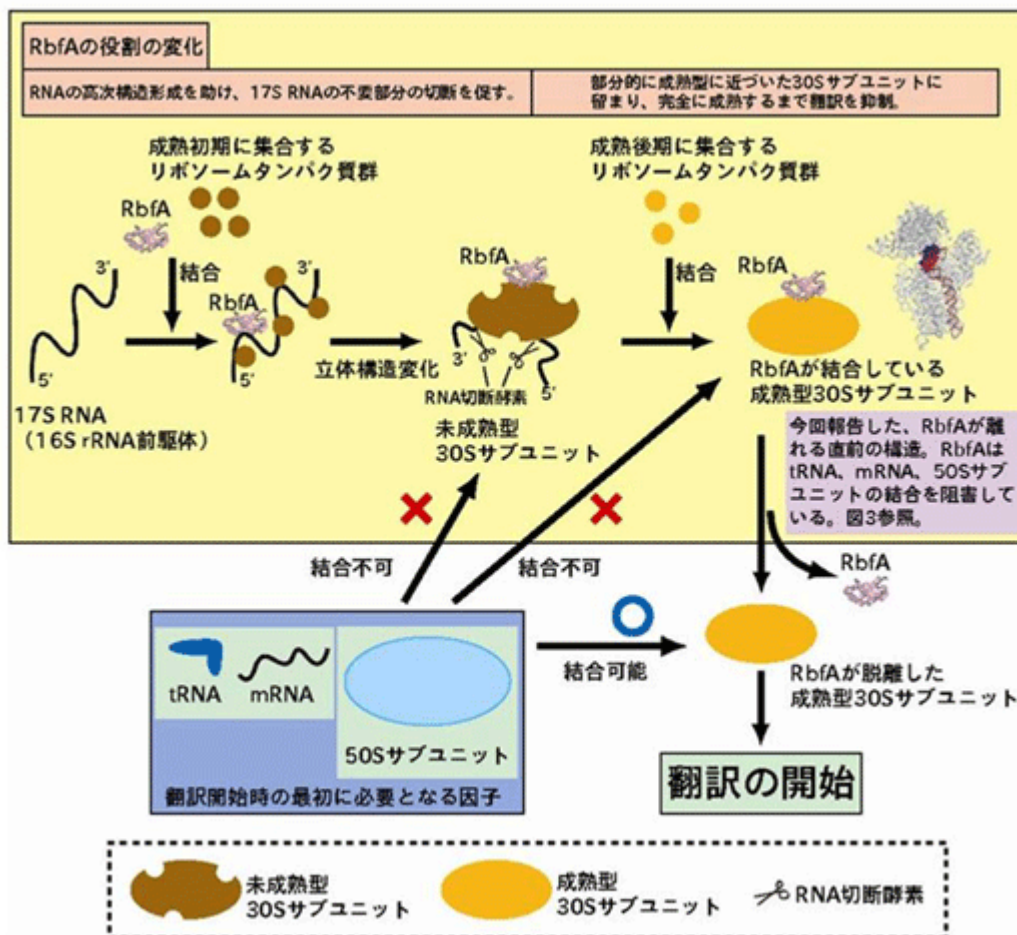 RbfAの役割の変化
RNAの高次構造形成を助け、17S RNAの不変部分の切断を促す。
部分的に成熟型に近づいた30Sサブユニットに
留まり、完全に成熟するまで翻訳を抑制。
成熟初期に集合する
リボソームタンパク質群
成熟後期に集合する
リボソームタンパク質群
RbfA
3'
結合
RbfA
3'
5'
5'
17S RNA
（16S rRNA前駆体）
立体構造変化
RbfA
3'
5'
RNA切断酵素
未成熟型
30Sサブユニット
結合
RbfA
RbfAが結合している
成熟型30Sサブユニット
今回報告した、RbfAが離
れる直前の構造。RbfAは
tRNA、mRNA、50Sサブ
ユニットの結合を阻害して
いる。図3参照。
結合不可
結合不可
RbfA
結合可能
tRNA
mRNA
50Sサブユニット
翻訳開始時の最初に必要となる因子
RbfAが脱離した
成熟型30Sサブユニット
翻訳の開始
未成熟型
30Sサブユニット
成熟型
30Sサブユニット
RNA切断酵素